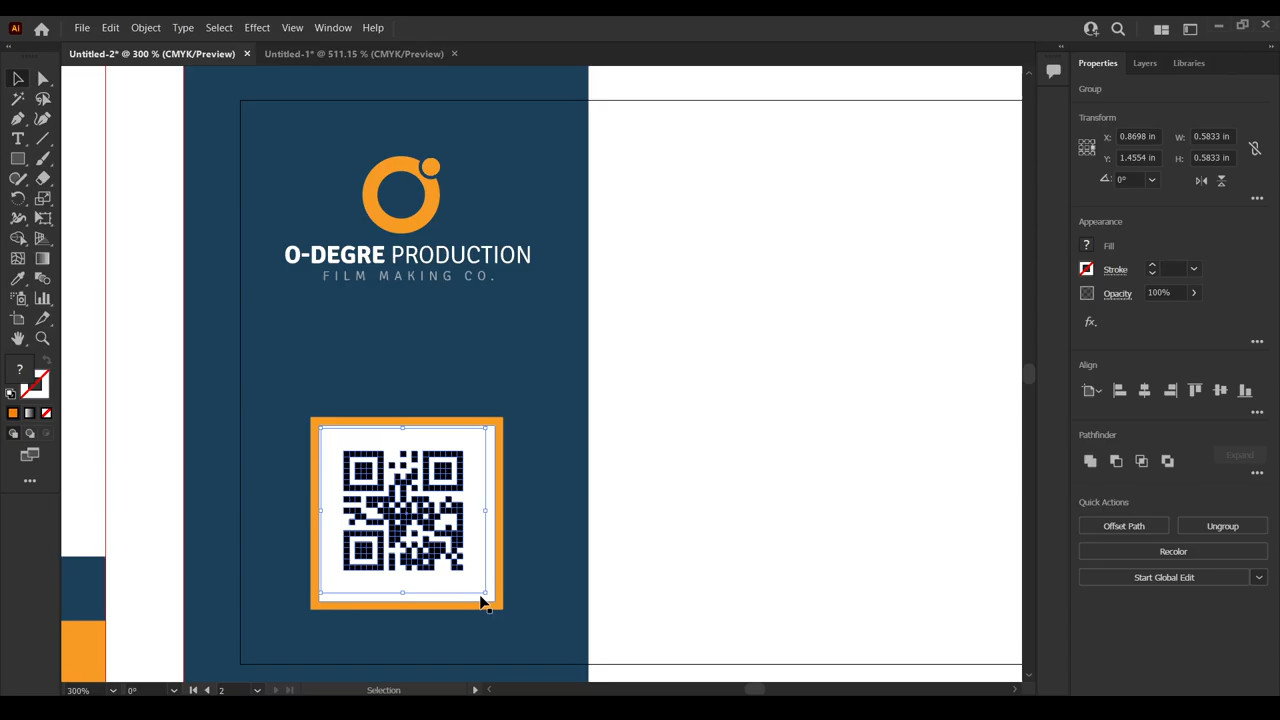 Ai File Edit Object Type Select Effect View Window Help
Untitled-2* @ 300 % (CMYK/Preview) × Untitled-1* @ 511.15 % (CMYK/Preview) ×
Properties Layers Libraries
Group
Transform
X: 0.8698 in W: 0.5833 in
Y: 1.4554 in H: 0.5833 in
0°
Appearance
? Fill
Stroke
Opacity 100%
fx.
Align
Pathfinder
Expand
Quick Actions
Offset Path Ungroup
Recolor
Start Global Edit
O-DEGRE PRODUCTION
FILM MAKING CO.
?
300% 0° 2 Selection